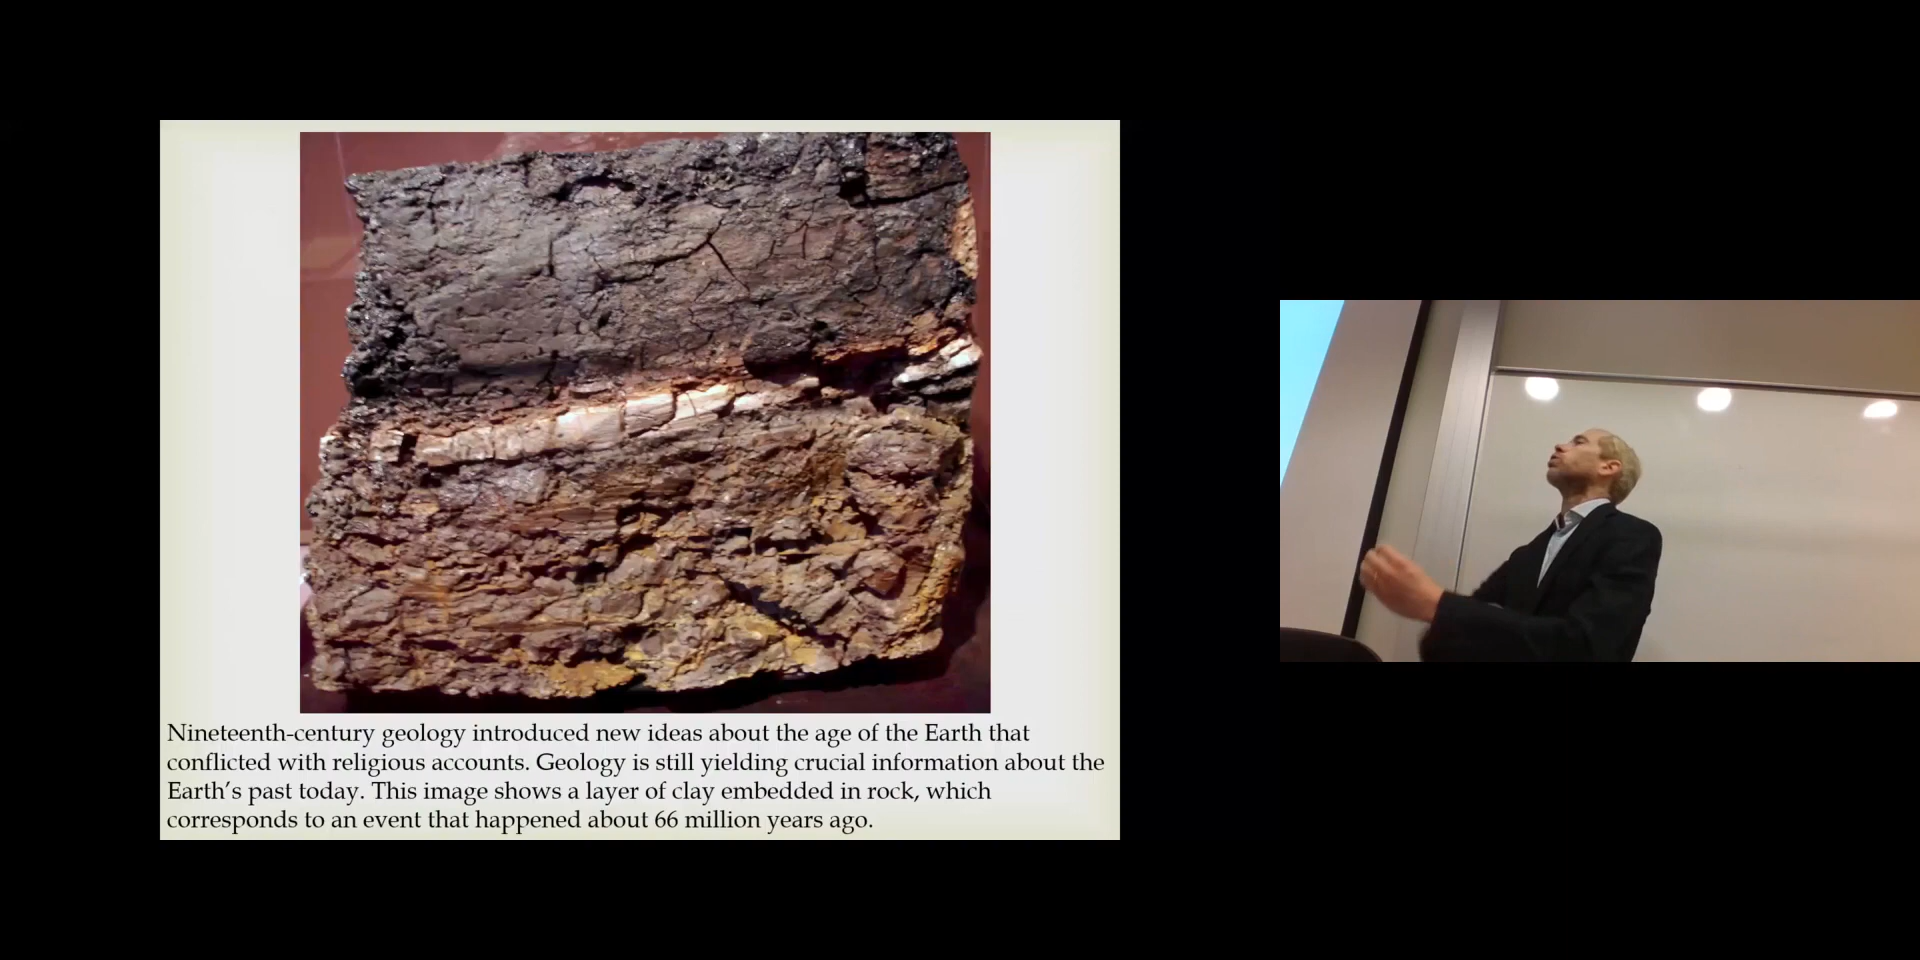 Nineteenth-century geology introduced new ideas about the age of the Earth that
conflicted with religious accounts. Geology is still yielding crucial information about the
Earth’s past today. This image shows a layer of clay embedded in rock, which
corresponds to an event that happened about 66 million years ago.